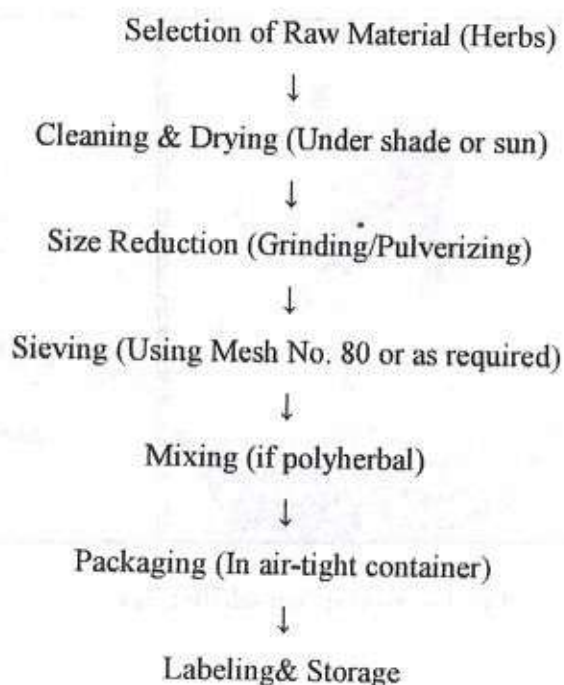 Selection of Raw Material (Herbs)
↓
Cleaning & Drying (Under shade or sun)
↓
Size Reduction (Grinding/Pulverizing)
↓
Sieving (Using Mesh No. 80 or as required)
↓
Mixing (if polyherbal)
↓
Packaging (In air-tight container)
↓
Labeling& Storage